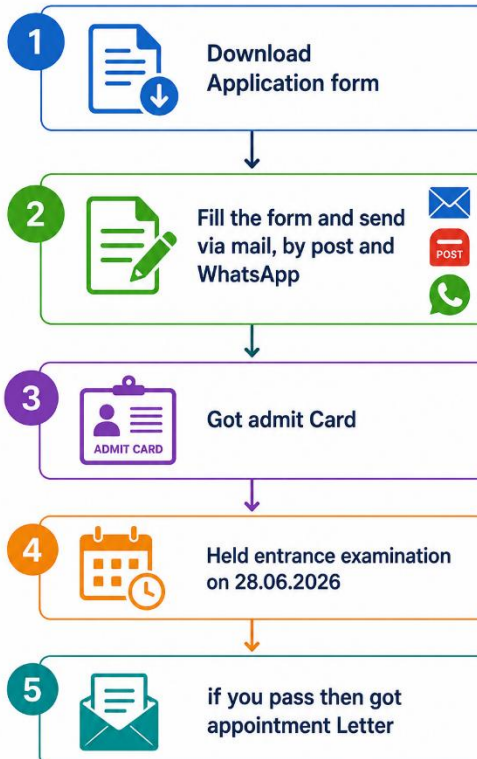 1
Download
Application form
2
Fill the form and send
via mail, by post and
WhatsApp
POST
3
ADMIT CARD
Got admit Card
4
Held entrance examination
on 28.06.2026
5
if you pass then got
appointment Letter